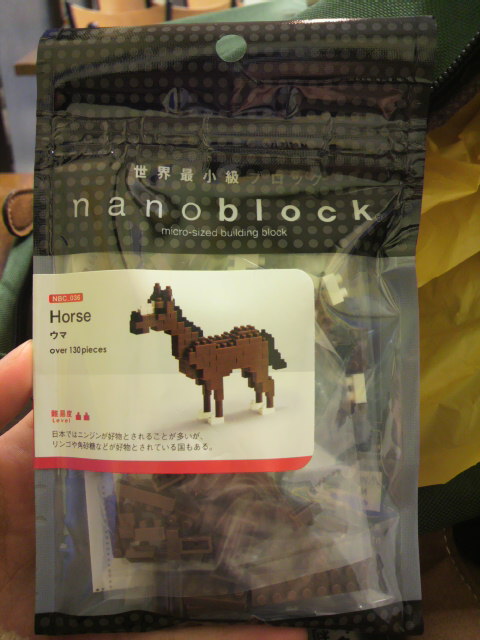 世界最小級ブロック
nanoblock
micro-sized building block
NBC_036
Horse
ウマ
over 130 pieces
難易度
Level
日本ではニンジンが好物とされることが多いが、
リンゴや角砂糖などが好物とされている国もある。